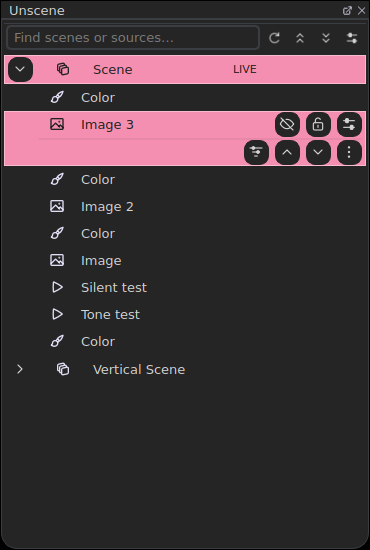 Unscene
Find scenes or sources...
Scene LIVE
Color
Image 3
Color
Image 2
Color
Image
Silent test
Tone test
Color
Vertical Scene